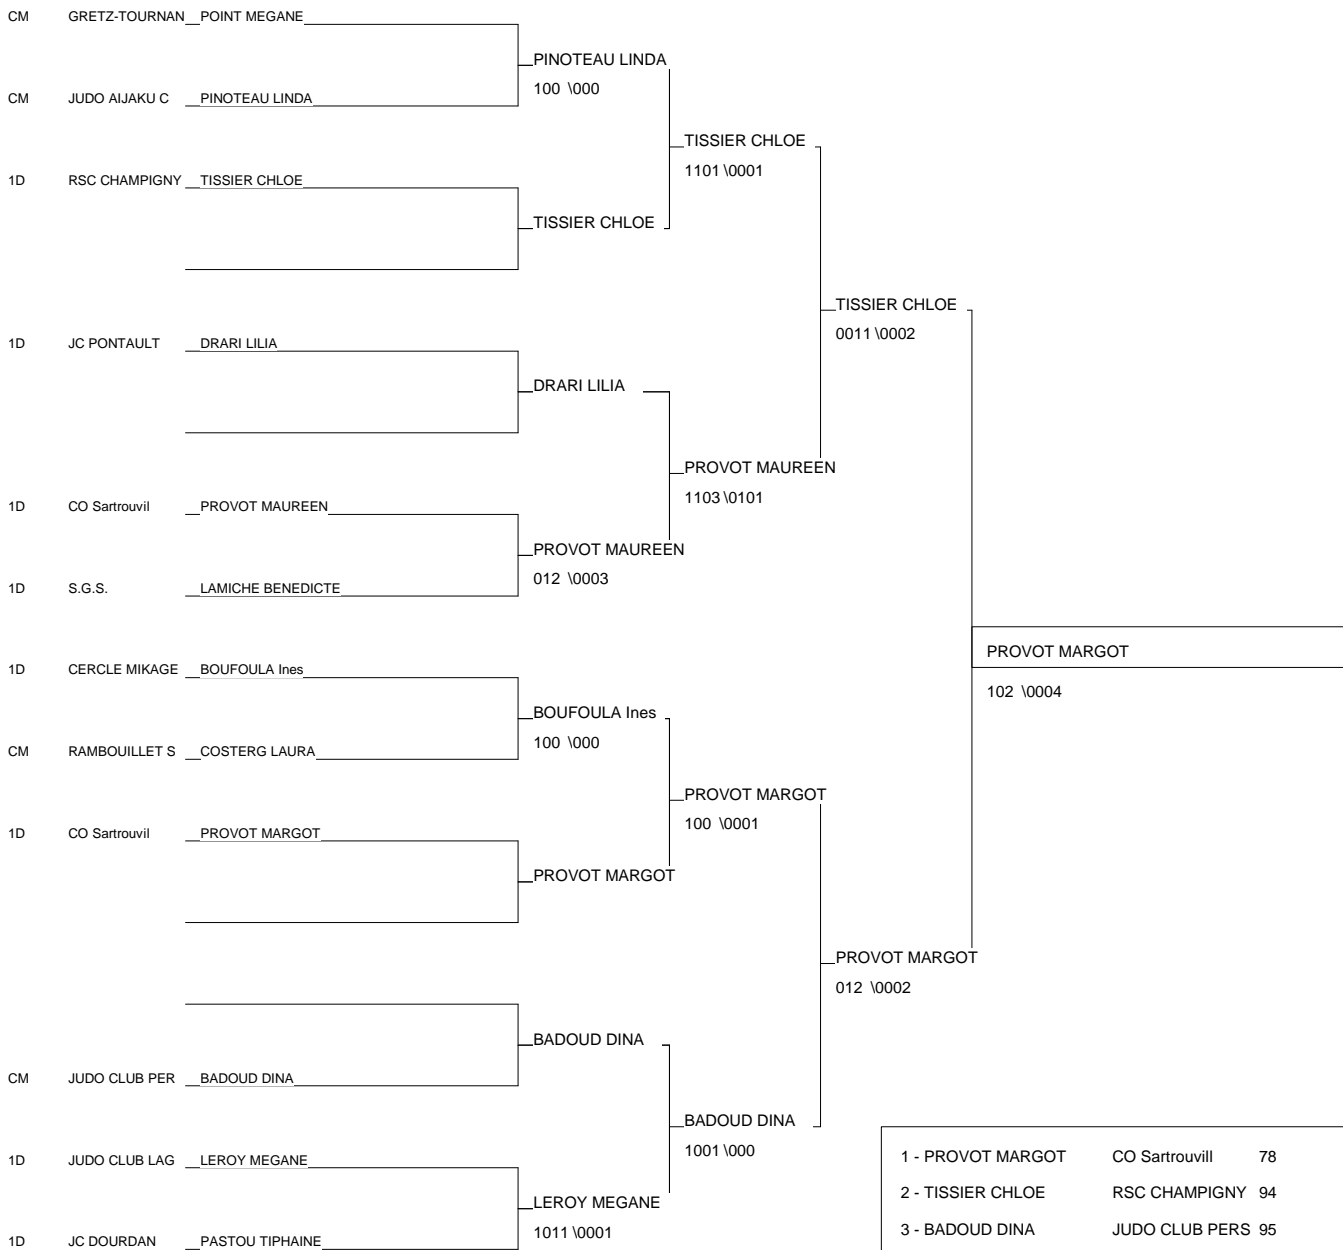 CM GRETZ-TOURNAN POINT MEGANE
PINOTEAU LINDA
100 \000
CM JUDO AIJAKU C PINOTEAU LINDA
TISSIER CHLOE
1101 \0001
1D RSC CHAMPIGNY TISSIER CHLOE
TISSIER CHLOE
TISSIER CHLOE
0011 \0002
1D JC PONTAULT DRARI LILIA
DRARI LILIA
PROVOT MAUREEN
1103 \0101
1D CO Sartrouvil PROVOT MAUREEN
PROVOT MAUREEN
012 \0003
1D S.G.S. LAMICHE BENEDICTE
PROVOT MARGOT
102 \0004
1D CERCLE MIKAGE BOUFOULA Ines
BOUFOULA Ines
100 \000
CM RAMBOUILLET S COSTERG LAURA
PROVOT MARGOT
100 \0001
1D CO Sartrouvil PROVOT MARGOT
PROVOT MARGOT
PROVOT MARGOT
012 \0002
BADOUD DINA
CM JUDO CLUB PER BADOUD DINA
BADOUD DINA
1001 \000
1D JUDO CLUB LAG LEROY MEGANE
LEROY MEGANE
1011 \0001
1D JC DOURDAN PASTOU TIPHAINE
1 - PROVOT MARGOT CO Sartrouvill 78
2 - TISSIER CHLOE RSC CHAMPIGNY 94
3 - BADOUD DINA JUDO CLUB PERS 95